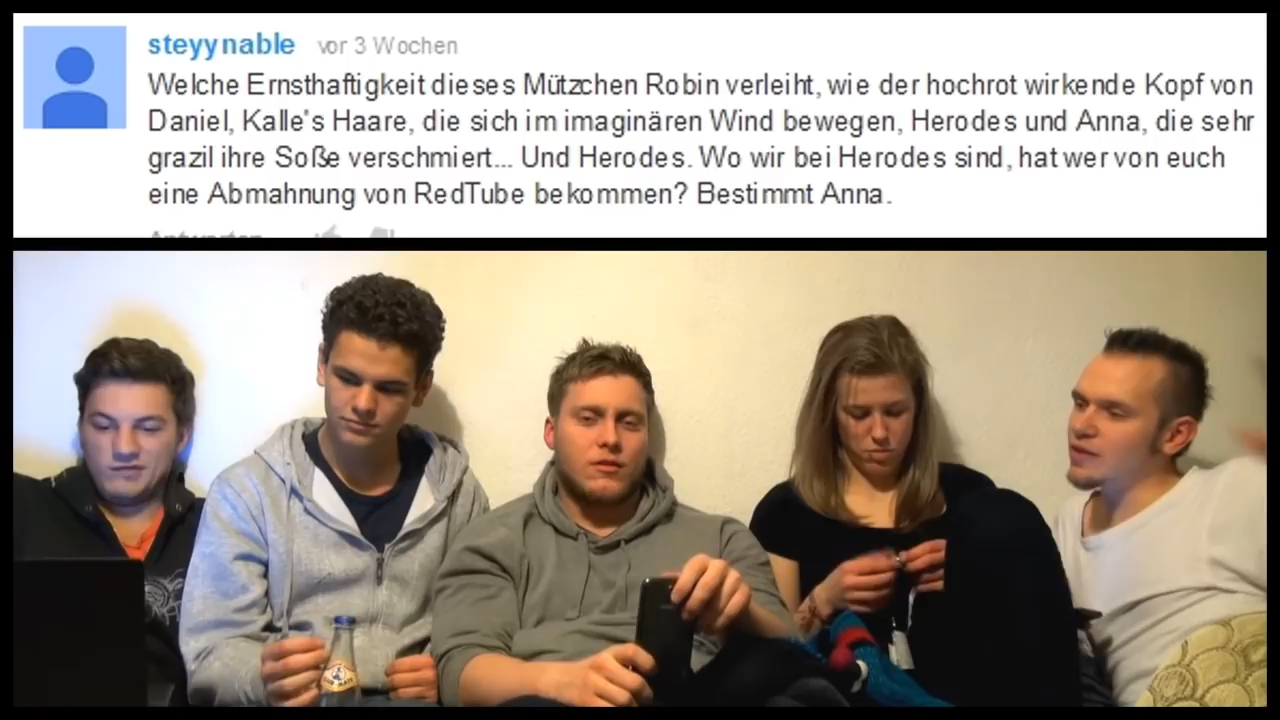 steyynable vor 3 Wochen
Welche Ernsthaftigkeit dieses Mützchen Robin verleiht, wie der hochrot wirkende Kopf von
Daniel, Kalle's Haare, die sich im imaginären Wind bewegen, Herodes und Anna, die sehr
grazil ihre Soße verschmiert... Und Herodes. Wo wir bei Herodes sind, hat wer von euch
eine Abmahnung von RedTube bekommen? Bestimmt Anna.